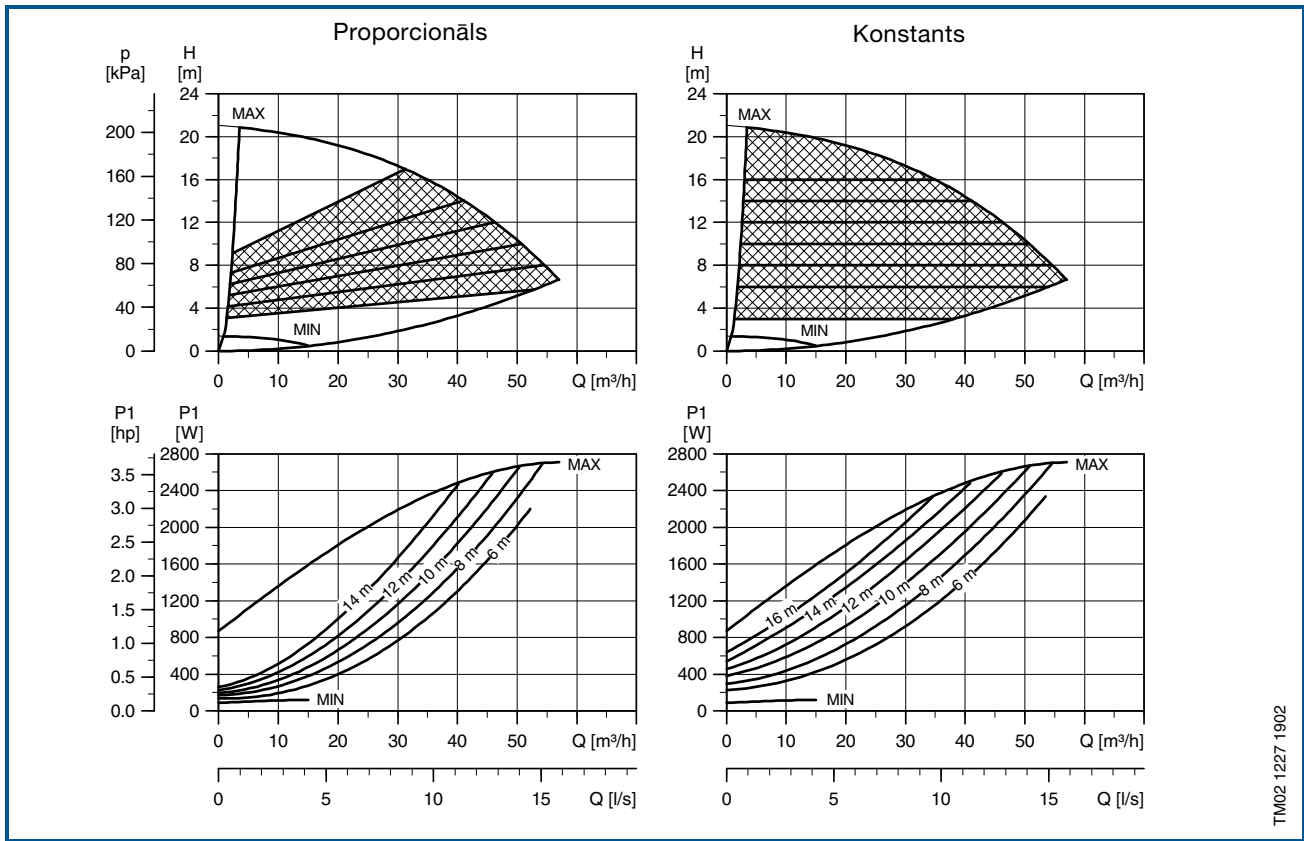 Proporcionāls
Konstants
p
[kPa]
H
[m]
200
160
120
80
40
0
24
20
16
12
8
4
0
MAX
MIN
0 10 20 30 40 50 Q [m³/h]
H
[m]
24
20
16
12
8
4
0
MAX
MIN
0 10 20 30 40 50 Q [m³/h]
P1
[hp]
P1
[W]
3.5
3.0
2.5
2.0
1.5
1.0
0.5
0.0
2800
2400
2000
1600
1200
800
400
0
MAX
14 m
12 m
10 m
8 m
6 m
MIN
0 10 20 30 40 50 Q [m³/h]
0 5 10 15 Q [l/s]
P1
[W]
2800
2400
2000
1600
1200
800
400
0
MAX
16 m
14 m
12 m
10 m
8 m
6 m
MIN
0 10 20 30 40 50 Q [m³/h]
0 5 10 15 Q [l/s]
TM02 1227 1902